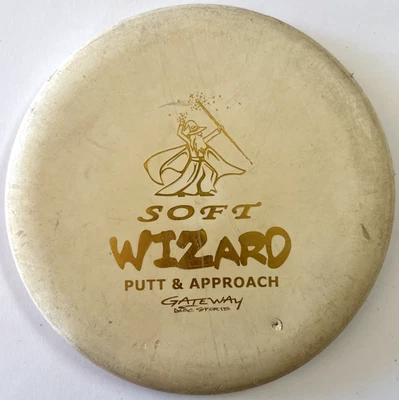 SOFT
WIZARD
PUTT & APPROACH
GATEWAY
DISC SPORTS